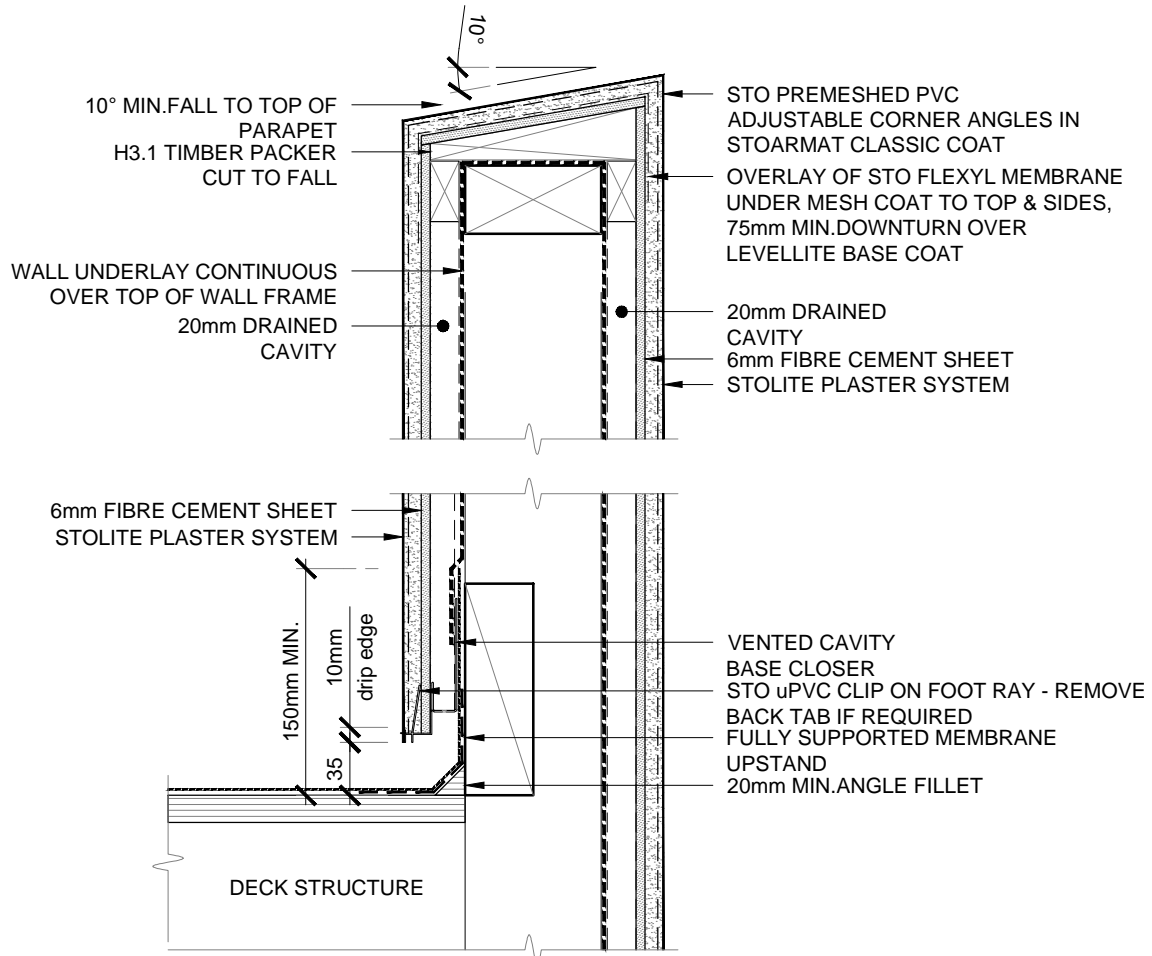 10°
10° MIN.FALL TO TOP OF
PARAPET
H3.1 TIMBER PACKER
CUT TO FALL
WALL UNDERLAY CONTINUOUS
OVER TOP OF WALL FRAME
20mm DRAINED
CAVITY
STO PREMESHED PVC
ADJUSTABLE CORNER ANGLES IN
STOARMAT CLASSIC COAT
OVERLAY OF STO FLEXYL MEMBRANE
UNDER MESH COAT TO TOP & SIDES,
75mm MIN.DOWNTURN OVER
LEVELLITE BASE COAT
20mm DRAINED
CAVITY
6mm FIBRE CEMENT SHEET
STOLITE PLASTER SYSTEM
6mm FIBRE CEMENT SHEET
STOLITE PLASTER SYSTEM
150mm MIN.
10mm
drip edge
35
VENTED CAVITY
BASE CLOSER
STO uPVC CLIP ON FOOT RAY - REMOVE
BACK TAB IF REQUIRED
FULLY SUPPORTED MEMBRANE
UPSTAND
20mm MIN.ANGLE FILLET
DECK STRUCTURE